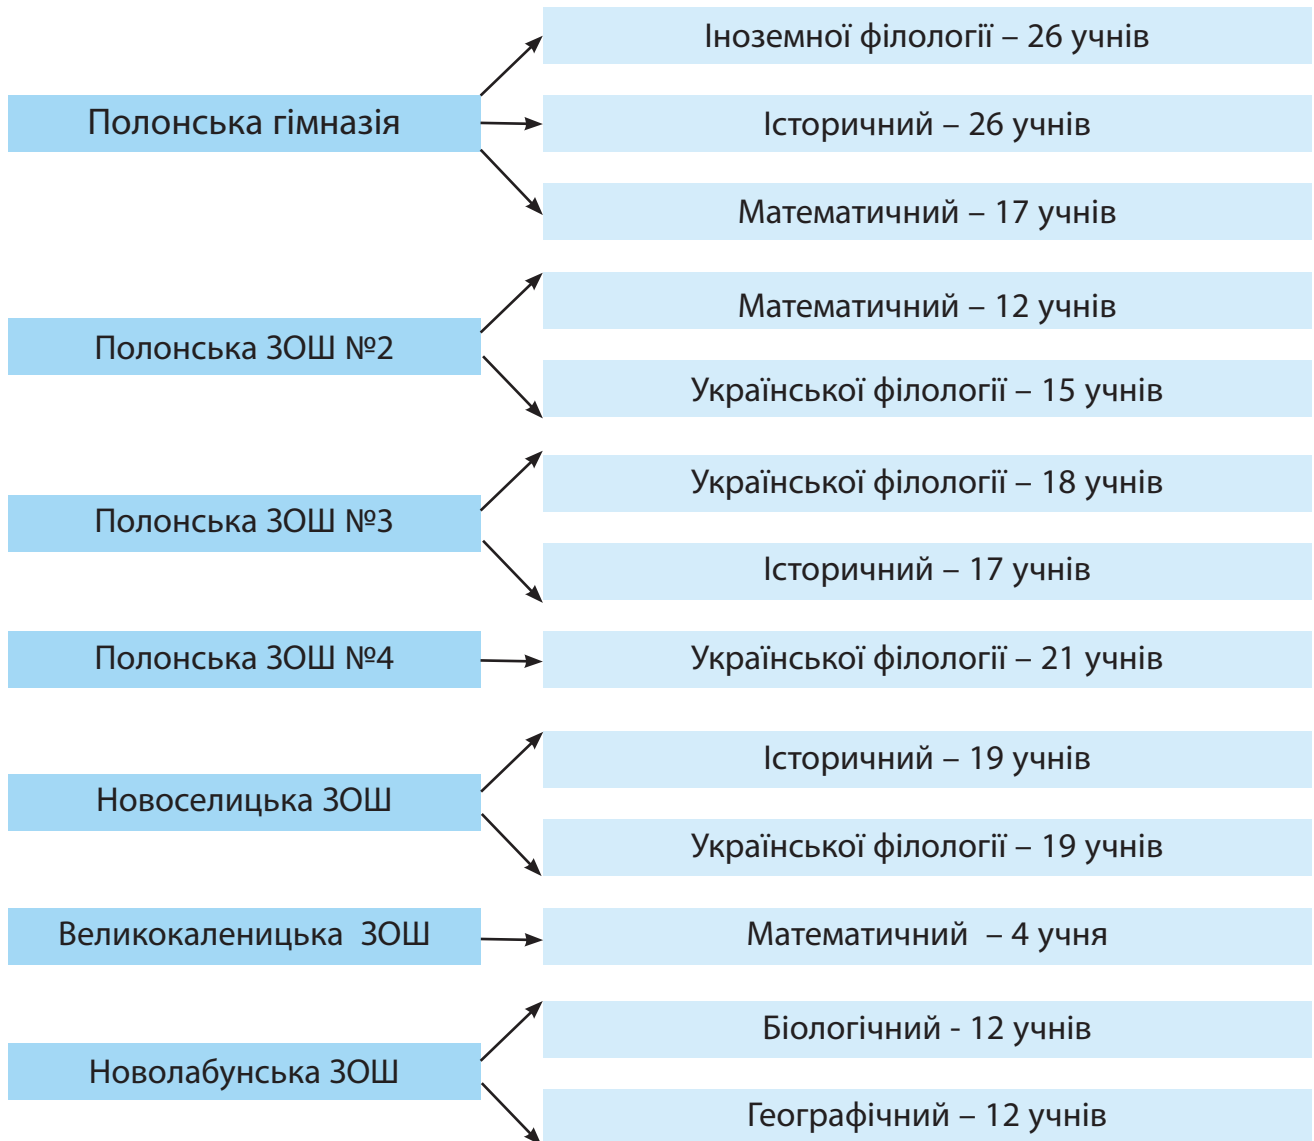 Іноземної філології – 26 учнів
Полонська гімназія
Історичний – 26 учнів
Математичний – 17 учнів
Математичний – 12 учнів
Полонська ЗОШ №2
Української філології – 15 учнів
Української філології – 18 учнів
Полонська ЗОШ №3
Історичний – 17 учнів
Полонська ЗОШ №4
Української філології – 21 учнів
Історичний – 19 учнів
Новоселицька ЗОШ
Української філології – 19 учнів
Великокаленицька ЗОШ
Математичний – 4 учня
Біологічний - 12 учнів
Новолабунська ЗОШ
Географічний – 12 учнів